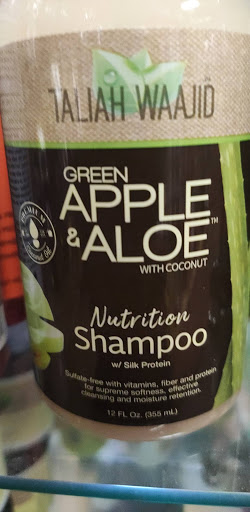 TALIAH WAAJID
GREEN
APPLE
& ALOE™
WITH COCONUT
Nutrition
Shampoo
w/ Silk Protein
Sulfate-free with vitamins, fiber and protein
for supreme softness, effective
cleansing and moisture retention.
12 FL Oz. (355 mL)